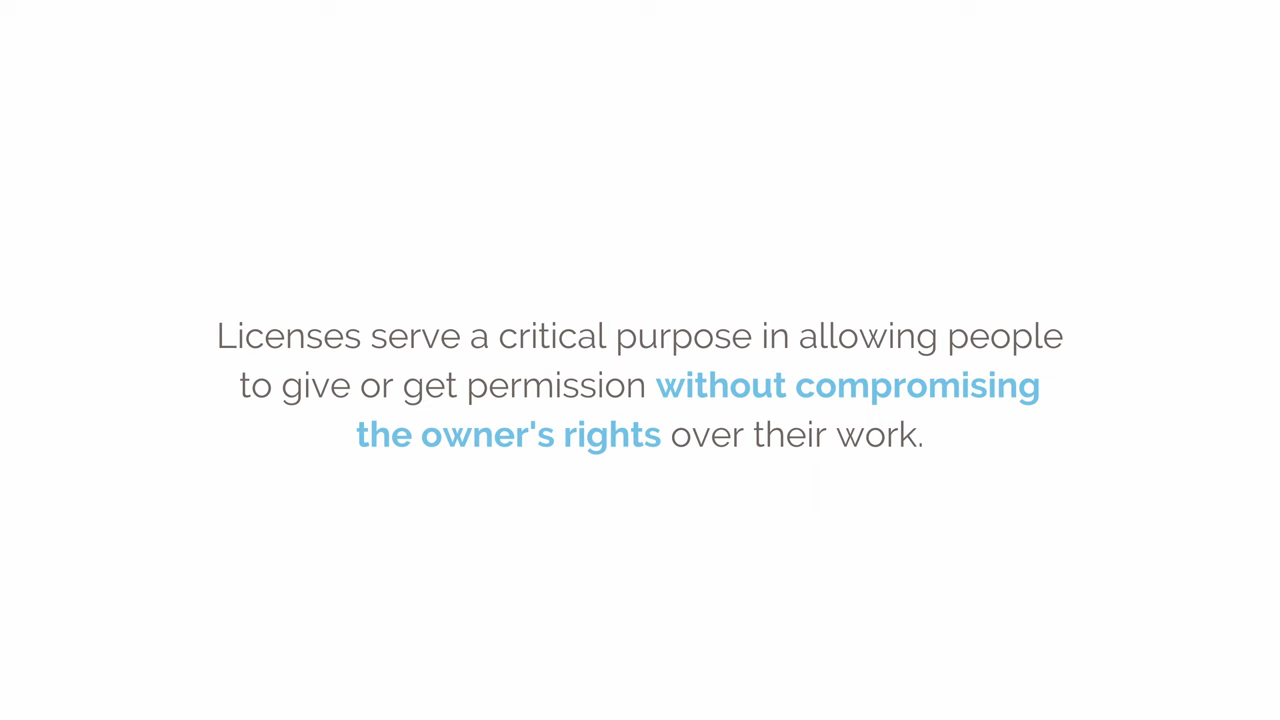 Licenses serve a critical purpose in allowing people
to give or get permission without compromising
the owner's rights over their work.